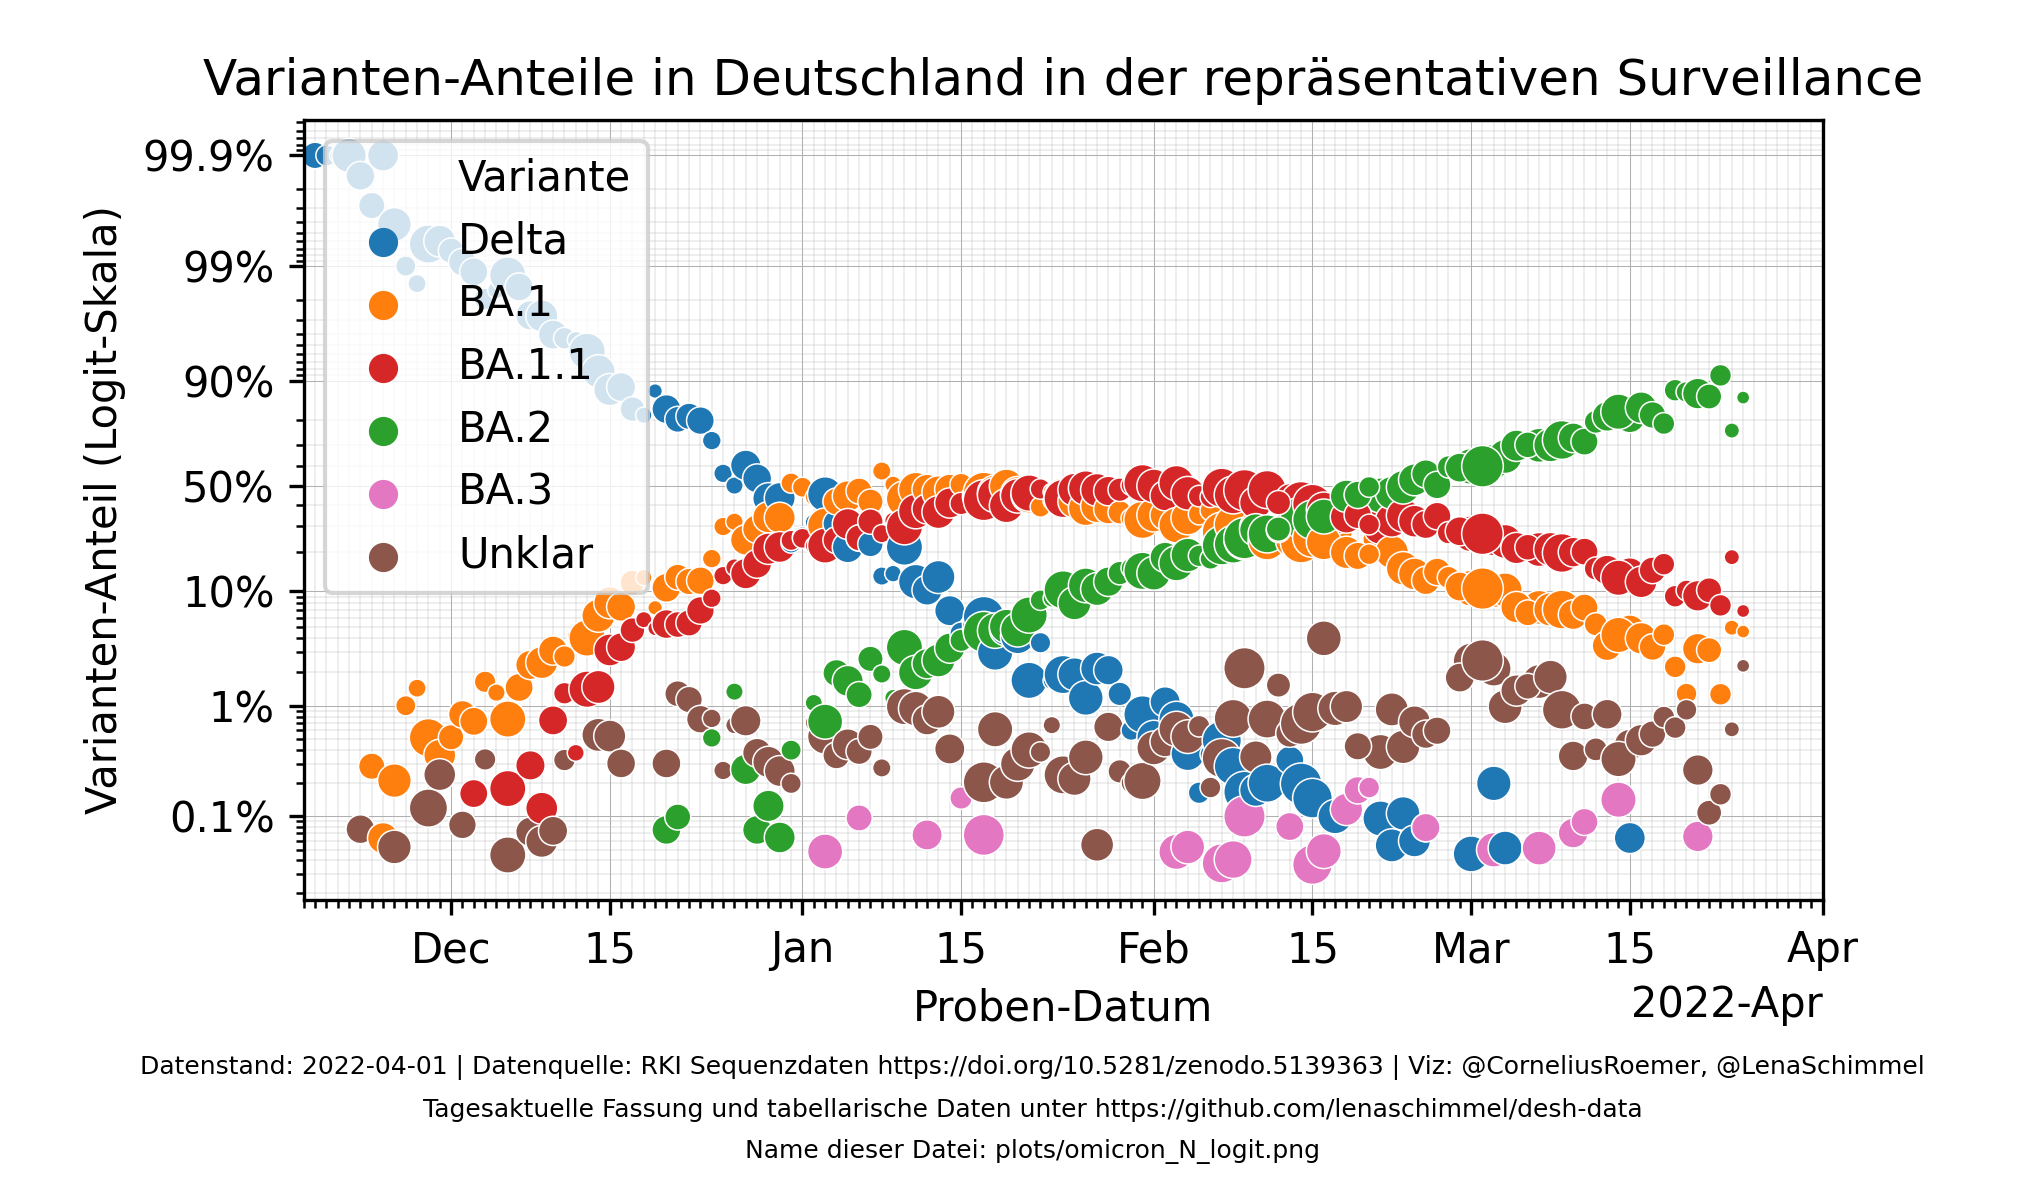 Varianten-Anteile in Deutschland in der repräsentativen Surveillance
Varianten-Anteil (Logit-Skala)
99.9%
99%
90%
50%
10%
1%
0.1%
Variante
Delta
BA.1
BA.1.1
BA.2
BA.3
Unklar
Dec 15 Jan 15 Feb 15 Mar 15 Apr
Proben-Datum
2022-Apr
Datenstand: 2022-04-01 | Datenquelle: RKI Sequenzdaten https://doi.org/10.5281/zenodo.5139363 | Viz: @CorneliusRoemer, @LenaSchimmel
Tagesaktuelle Fassung und tabellarische Daten unter https://github.com/lenaschimmel/desh-data
Name dieser Datei: plots/omicron_N_logit.png